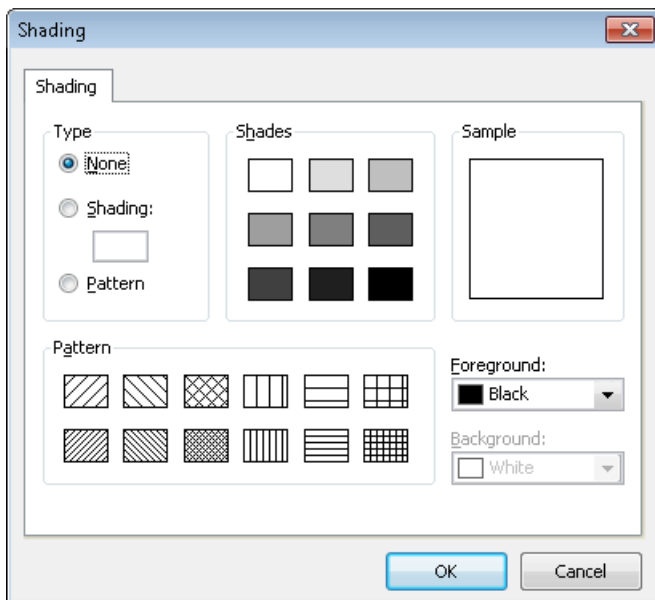 Shading
Shading
Type
None
Shading:
Pattern
Shades
Sample
Pattern
Foreground:
Black
Background:
White
OK
Cancel